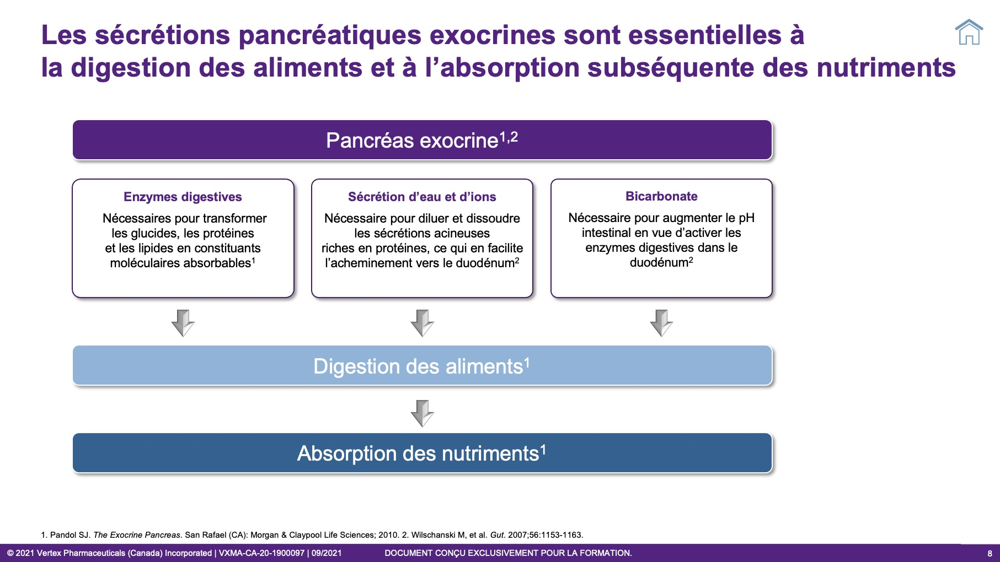 Les sécrétions pancréatiques exocrines sont essentielles à
la digestion des aliments et à l’absorption subséquente des nutriments
Pancréas exocrine1,2
Enzymes digestives
Nécessaires pour transformer
les glucides, les protéines
et les lipides en constituants
moléculaires absorbables1
Sécrétion d’eau et d’ions
Nécessaire pour diluer et dissoudre
les sécrétions acineuses
riches en protéines, ce qui en facilite
l’acheminement vers le duodénum2
Bicarbonate
Nécessaire pour augmenter le pH
intestinal en vue d’activer les
enzymes digestives dans le
duodénum2
Digestion des aliments1
Absorption des nutriments1
1. Pandol SJ. The Exocrine Pancreas. San Rafael (CA): Morgan & Claypool Life Sciences; 2010. 2. Wilschanski M, et al. Gut. 2007;56:1153-1163.
© 2021 Vertex Pharmaceuticals (Canada) Incorporated | VXMA-CA-20-1900097 | 09/2021 DOCUMENT CONÇU EXCLUSIVEMENT POUR LA FORMATION. 8